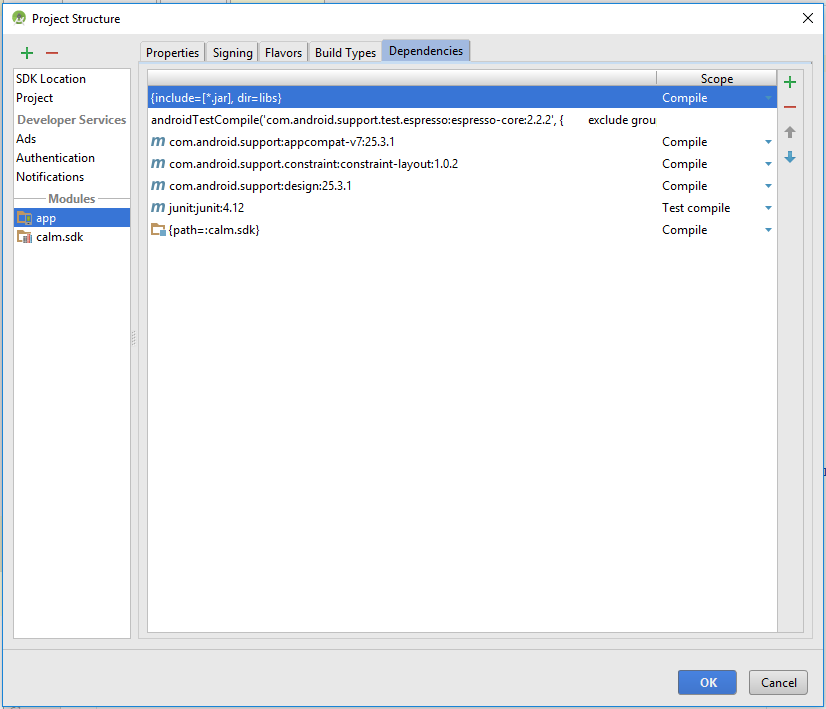 Project Structure
Properties
Signing
Flavors
Build Types
Dependencies
SDK Location
Project
Developer Services
Ads
Authentication
Notifications
Modules
app
calm.sdk
Scope
{include=[*.jar], dir=libs} Compile
androidTestCompile('com.android.support.test.espresso:espresso-core:2.2.2', { exclude grou
m com.android.support:appcompat-v7:25.3.1 Compile
m com.android.support.constraint:constraint-layout:1.0.2 Compile
m com.android.support:design:25.3.1 Compile
m junit:junit:4.12 Test compile
{path=:calm.sdk} Compile
OK
Cancel